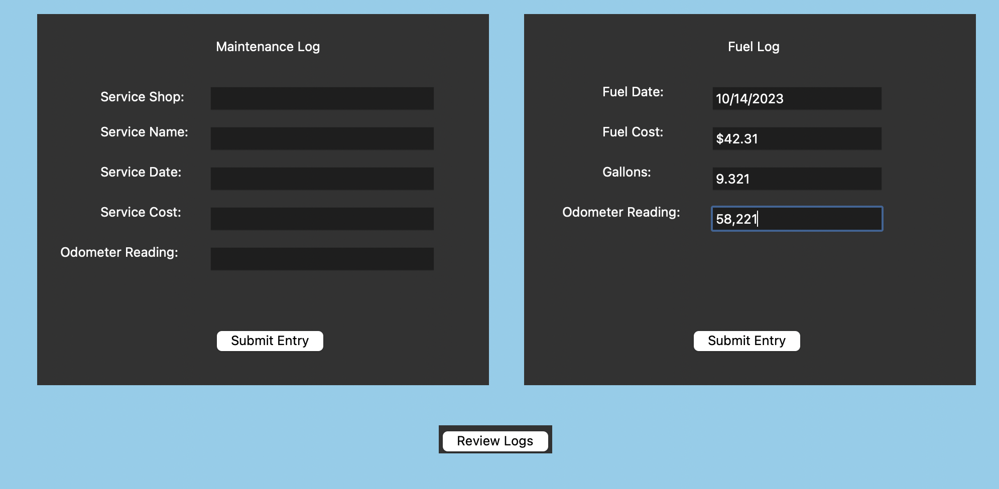 Maintenance Log
Service Shop:
Service Name:
Service Date:
Service Cost:
Odometer Reading:
Submit Entry
Fuel Log
Fuel Date: 10/14/2023
Fuel Cost: $42.31
Gallons: 9.321
Odometer Reading: 58,221
Submit Entry
Review Logs